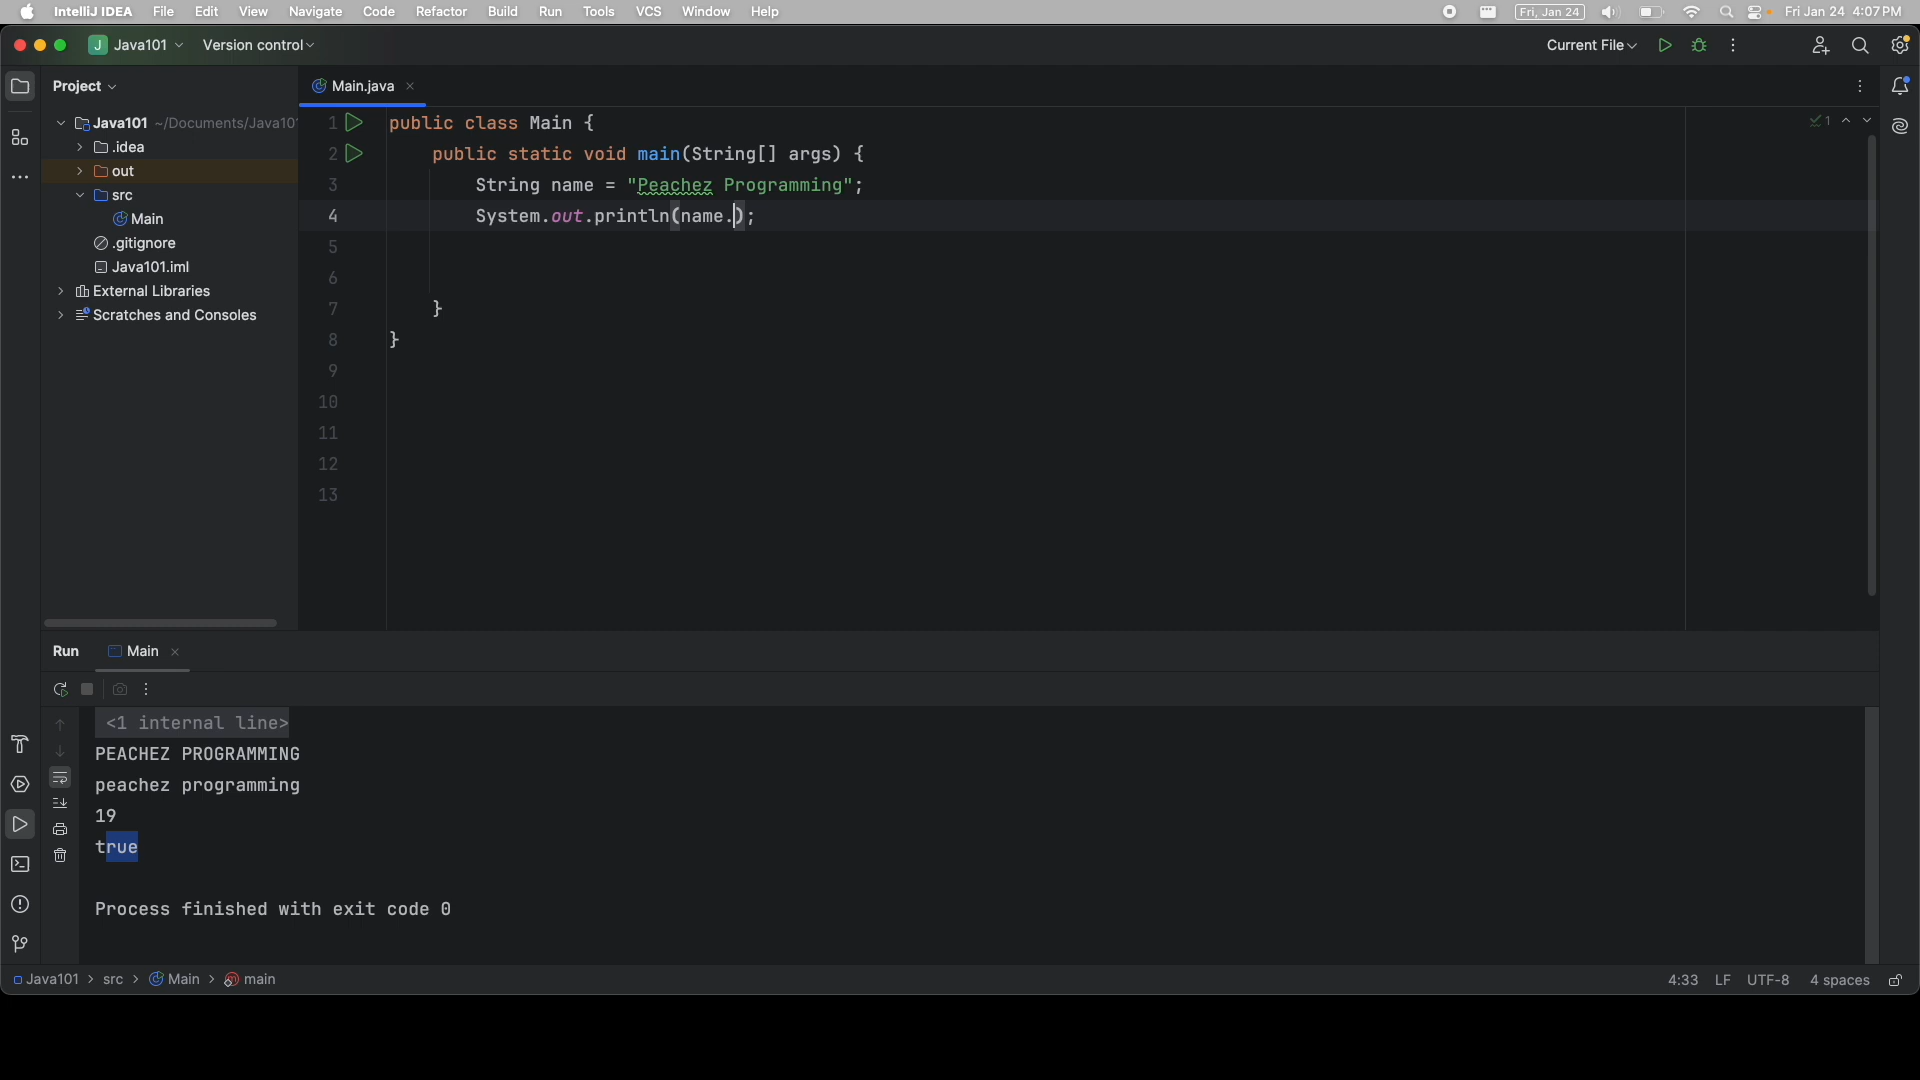 IntelliJ IDEA File Edit View Navigate Code Refactor Build Run Tools VCS Window Help Fri, Jan 24 Fri Jan 24 4:07 PM
J Java101 Version control Current File
Project Main.java
Java101 ~/Documents/Java10
.idea
out
src
Main
.gitignore
Java101.iml
External Libraries
Scratches and Consoles
1 public class Main {
2 public static void main(String[] args) {
3 String name = "Peachez Programming";
4 System.out.println(name.);
5
6
7 }
8 }
9
10
11
12
13
1
Run Main
<1 internal line>
PEACHEZ PROGRAMMING
peachez programming
19
true
Process finished with exit code 0
Java101 > src > Main > main 4:33 LF UTF-8 4 spaces